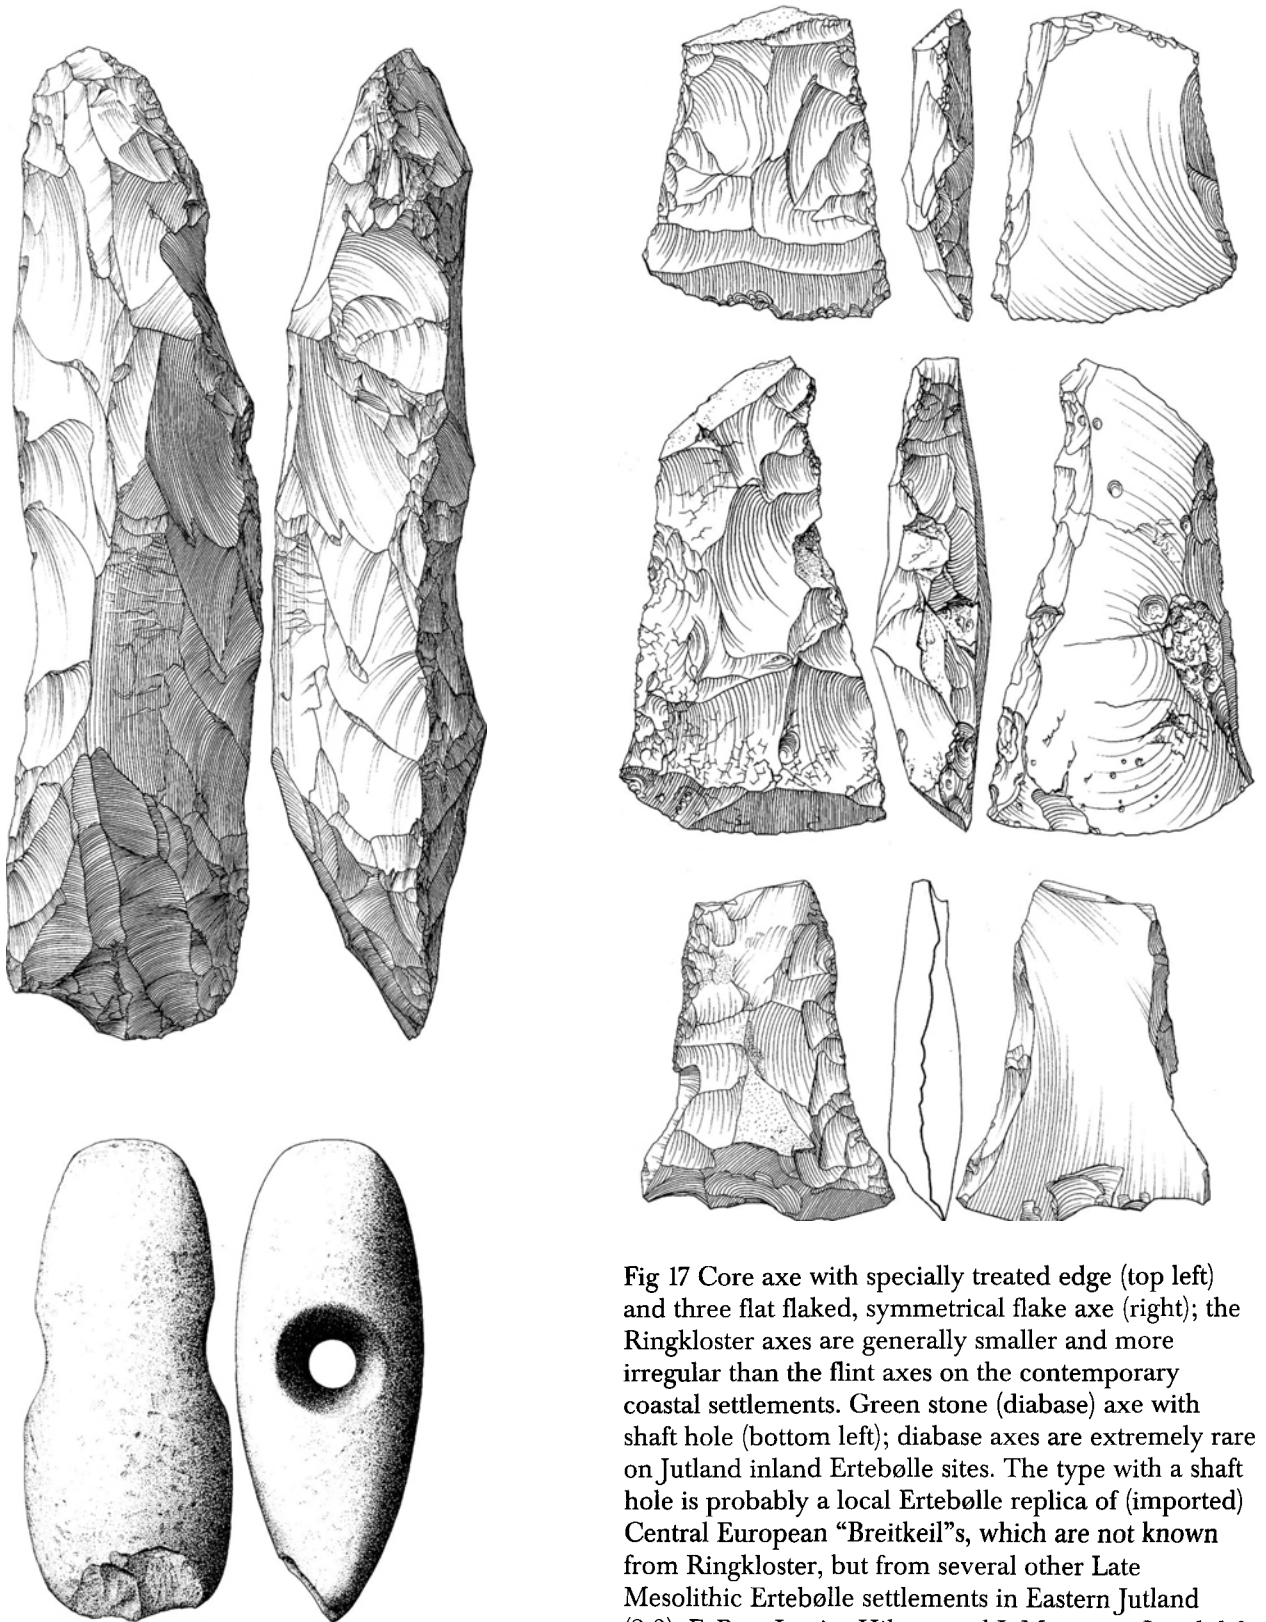 Fig 17 Core axe with specially treated edge (top left)
and three flat flaked, symmetrical flake axe (right); the
Ringkloster axes are generally smaller and more
irregular than the flint axes on the contemporary
coastal settlements. Green stone (diabase) axe with
shaft hole (bottom left); diabase axes are extremely rare
on Jutland inland Ertebølle sites. The type with a shaft
hole is probably a local Ertebølle replica of (imported)
Central European “Breitkeil”s, which are not known
from Ringkloster, but from several other Late
Mesolithic Ertebølle settlements in Eastern Jutland